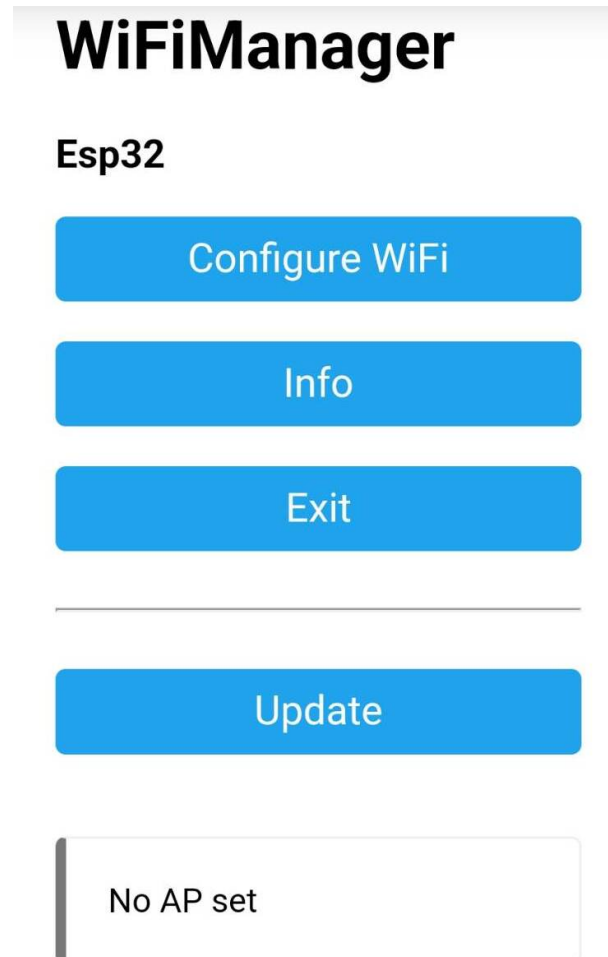 WiFiManager
Esp32
Configure WiFi
Info
Exit
Update
No AP set